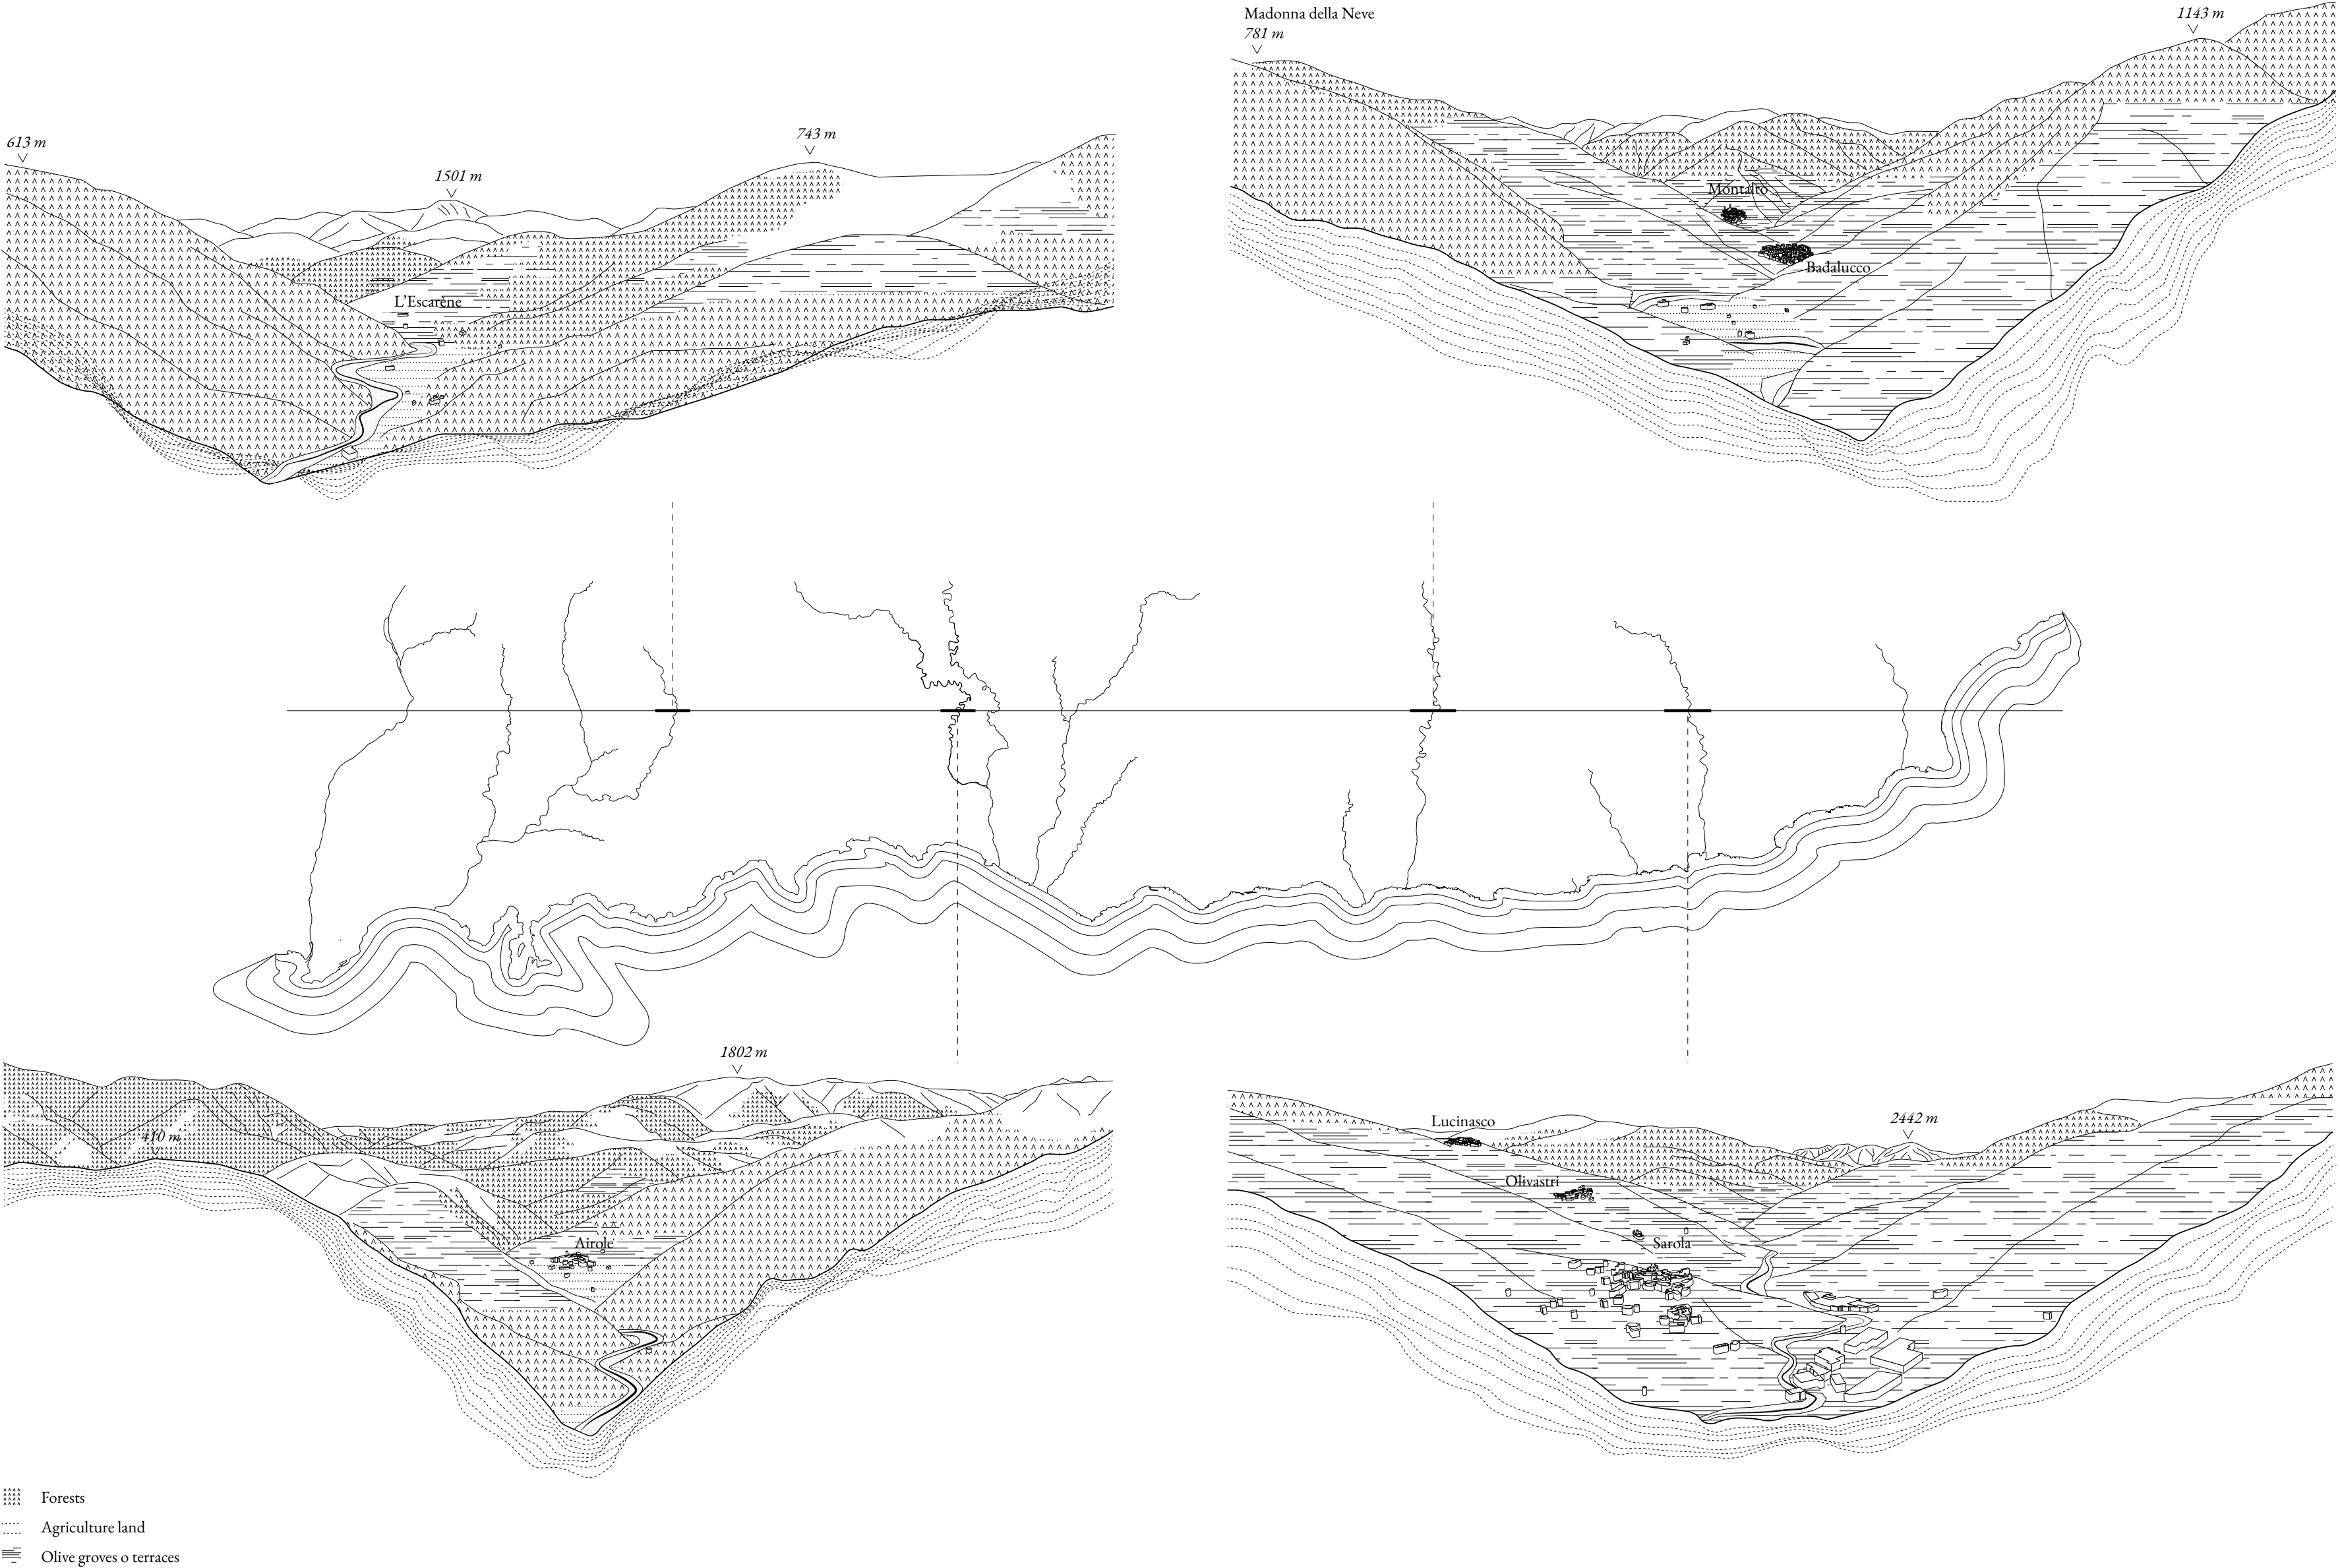 Madonna della Neve
781 m
1143 m
613 m
743 m
1501 m
Montalto
Badalucco
L'Escarène
1802 m
410 m
Lucinasco
2442 m
Olivastri
Airole
Sarola
Forests
Agriculture land
Olive groves o terraces